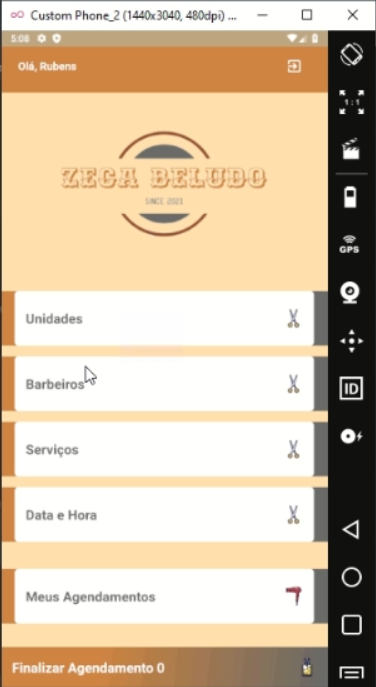 Custom Phone_2 (1440x3040, 480dpi) ...
5:08
Olá, Rubens
1:1
ZECA BELUDO
SINCE 2021
GPS
Unidades
Barbeiros
ID
Serviços
Data e Hora
Meus Agendamentos
Finalizar Agendamento 0